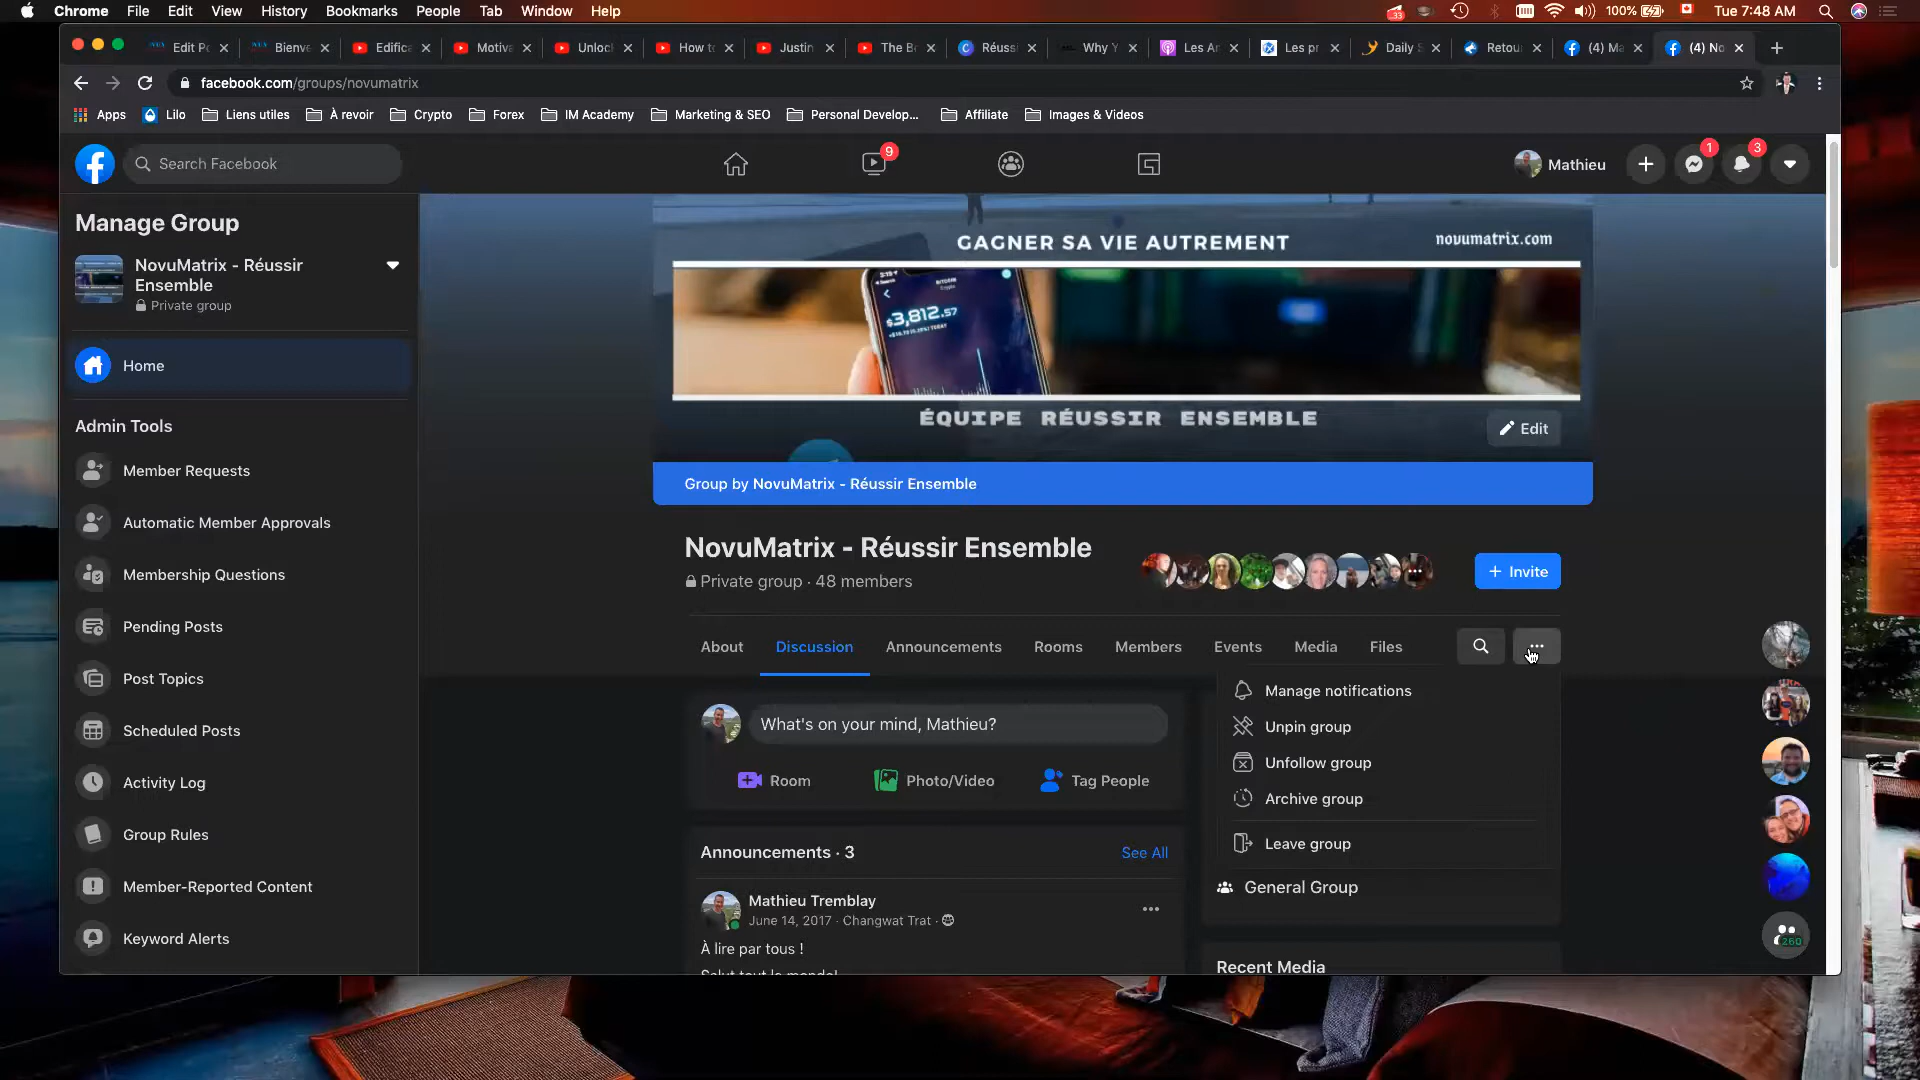 Chrome File Edit View History Bookmarks People Tab Window Help
33 100% Tue 7:48 AM
Edit Po Bienve Edifica Motiva Unlock How to Justin The B Réussi Why Y Les Ar Les pr Daily S Retou (4) Ma (4) No
facebook.com/groups/novumatrix
Apps Lilo Liens utiles À revoir Crypto Forex IM Academy Marketing & SEO Personal Develop... Affiliate Images & Videos
Search Facebook
9
Mathieu
1
3
Manage Group
NovuMatrix - Réussir
Ensemble
Private group
Home
Admin Tools
Member Requests
Automatic Member Approvals
Membership Questions
Pending Posts
Post Topics
Scheduled Posts
Activity Log
Group Rules
Member-Reported Content
Keyword Alerts
GAGNER SA VIE AUTREMENT
novumatrix.com
$3,812.57
ÉQUIPE RÉUSSIR ENSEMBLE
Edit
Group by NovuMatrix - Réussir Ensemble
NovuMatrix - Réussir Ensemble
Private group · 48 members
+ Invite
About Discussion Announcements Rooms Members Events Media Files
What's on your mind, Mathieu?
Room Photo/Video Tag People
Announcements · 3
See All
Mathieu Tremblay
June 14, 2017 · Changwat Trat ·
À lire par tous !
Salut tout le monde!
Manage notifications
Unpin group
Unfollow group
Archive group
Leave group
General Group
Recent Media
260